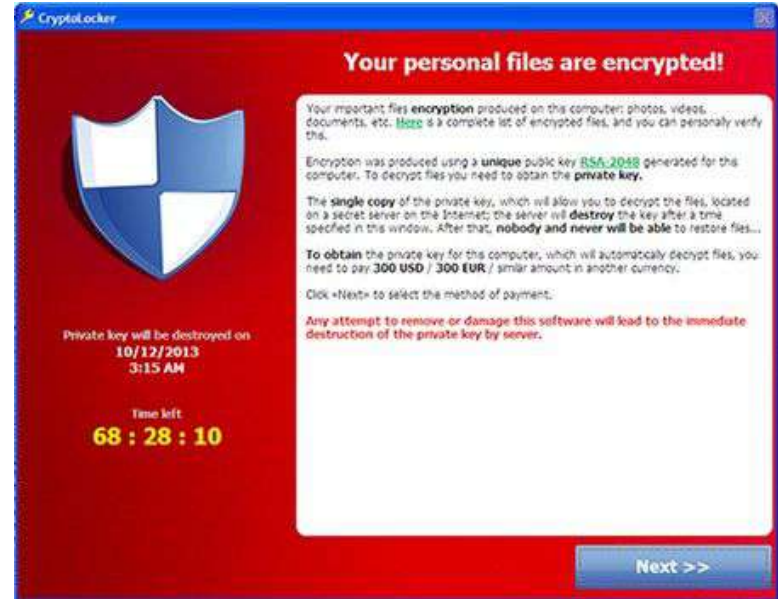 CryptoLocker
Your personal files are encrypted!
Your important files encryption produced on this computer: photos, videos,
documents, etc. Here is a complete list of encrypted files, and you can personally verify
this.
Encryption was produced using a unique public key RSA-2048 generated for this
computer. To decrypt files you need to obtain the private key.
The single copy of the private key, which will allow you to decrypt the files, located
on a secret server on the Internet; the server will destroy the key after a time
specified in this window. After that, nobody and never will be able to restore files...
To obtain the private key for this computer, which will automatically decrypt files, you
need to pay 300 USD / 300 EUR / similar amount in another currency.
Click «Next» to select the method of payment.
Any attempt to remove or damage this software will lead to the immediate
destruction of the private key by server.
Private key will be destroyed on
10/12/2013
3:15 AM
Time left
68 : 28 : 10
Next >>